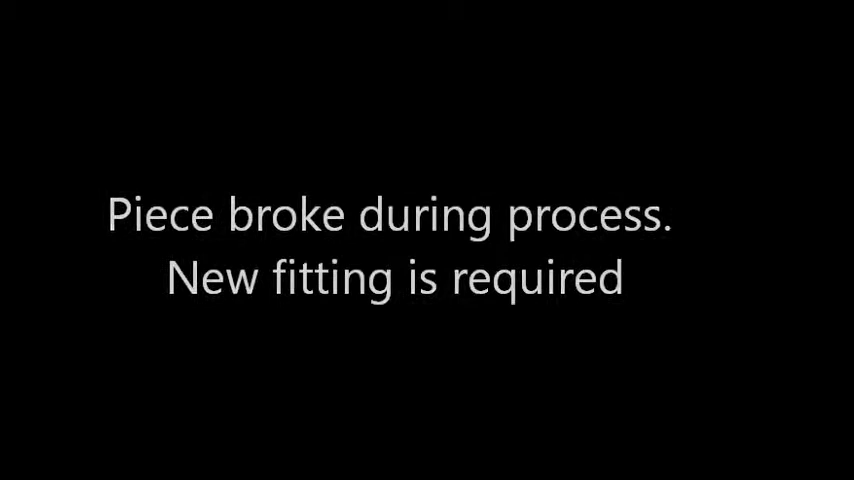 Piece broke during process.
New fitting is required